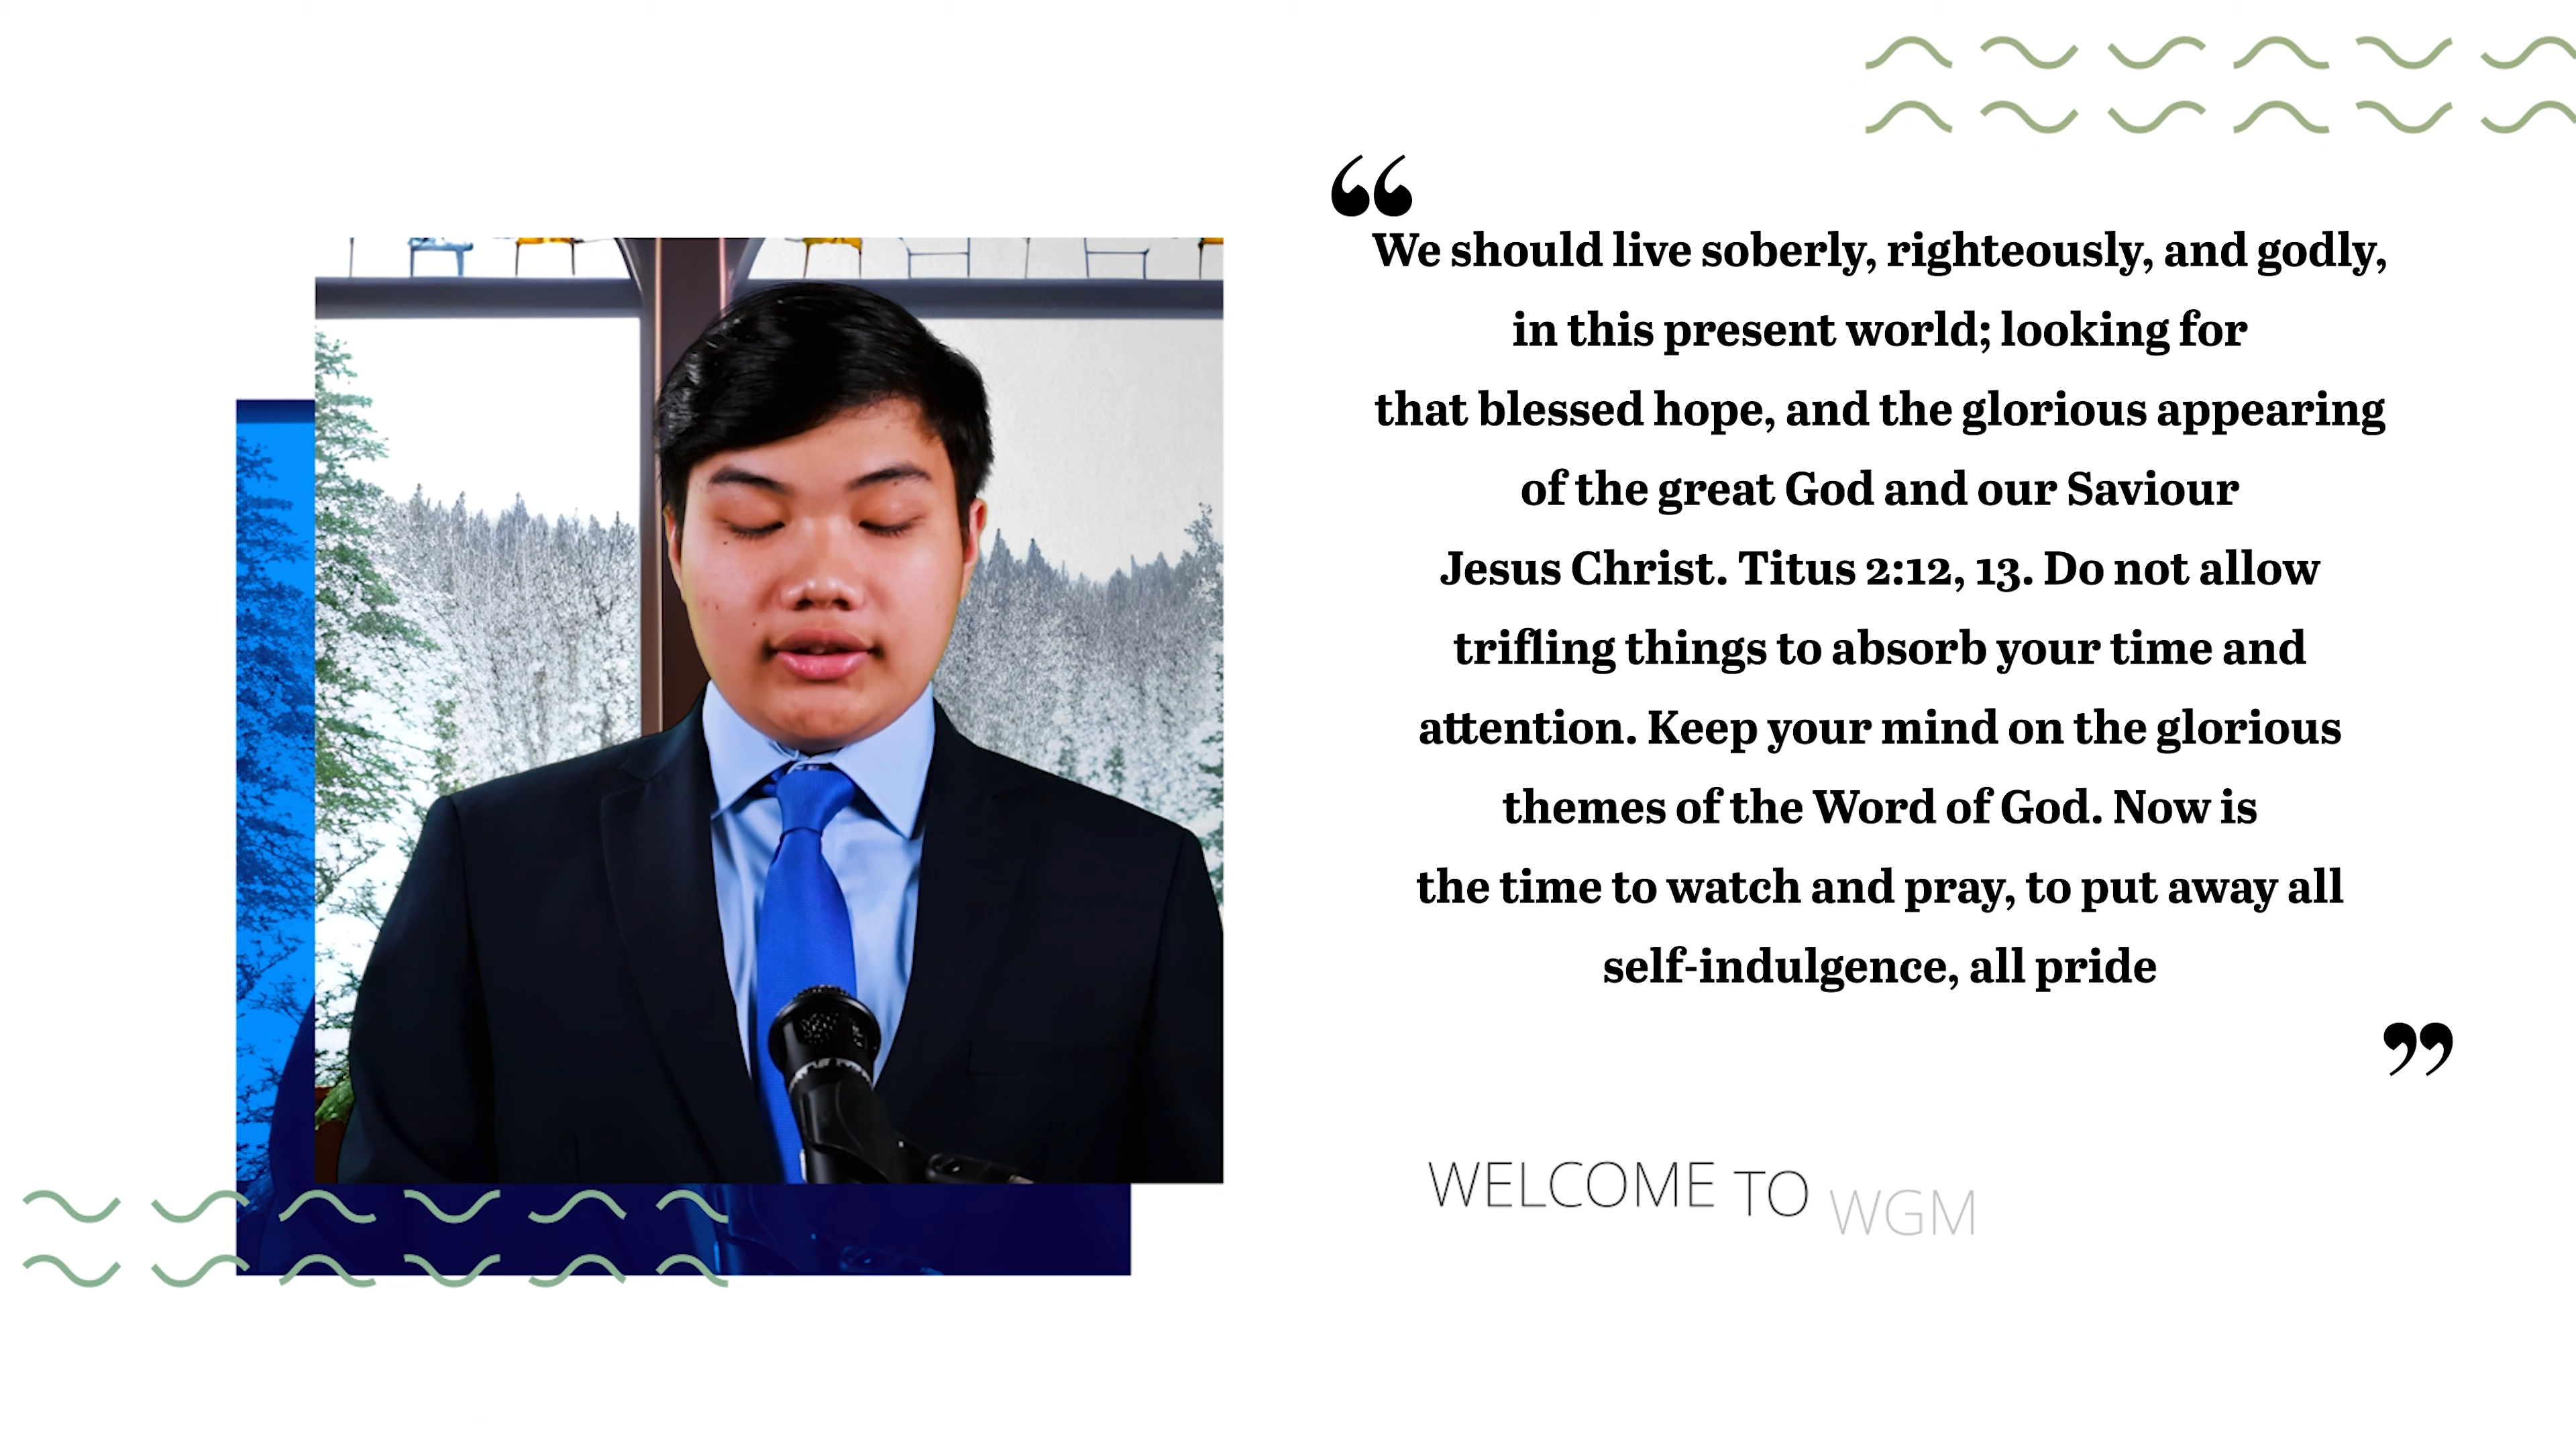 “
We should live soberly, righteously, and godly,
in this present world; looking for
that blessed hope, and the glorious appearing
of the great God and our Saviour
Jesus Christ. Titus 2:12, 13. Do not allow
trifling things to absorb your time and
attention. Keep your mind on the glorious
themes of the Word of God. Now is
the time to watch and pray, to put away all
self-indulgence, all pride
”
WELCOME TO WGM